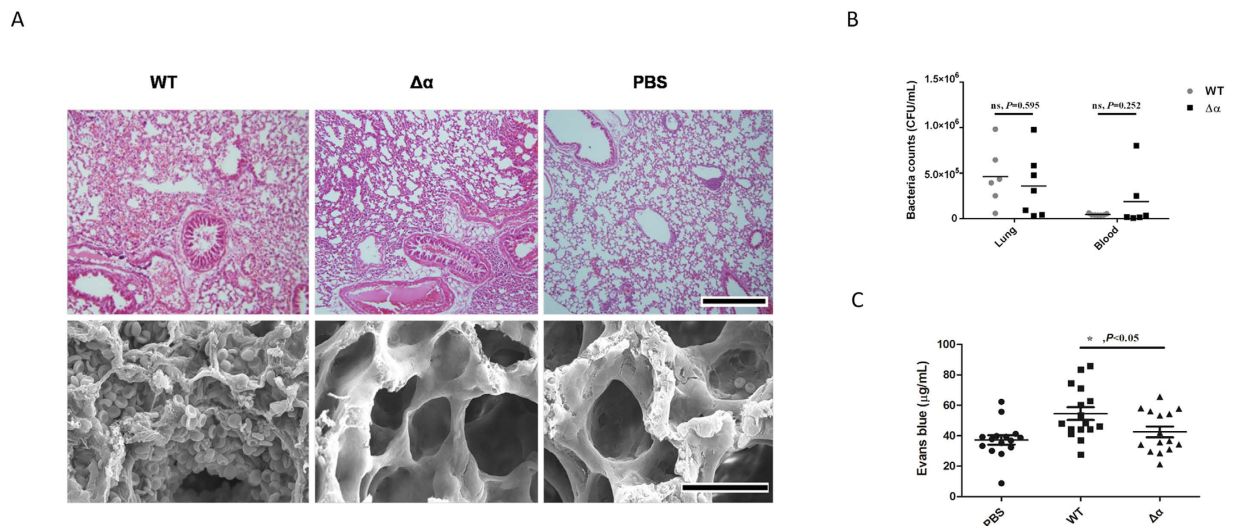 A
WT
Δα
PBS
B
Bacteria counts (CFU/mL)
1.5×10⁶
1.0×10⁶
5.0×10⁵
0
ns, P=0.595
ns, P=0.252
WT
Δα
Lung
Blood
C
Evans blue (μg/mL)
100
80
60
40
20
0
* ,P<0.05
PBS
WT
Δα